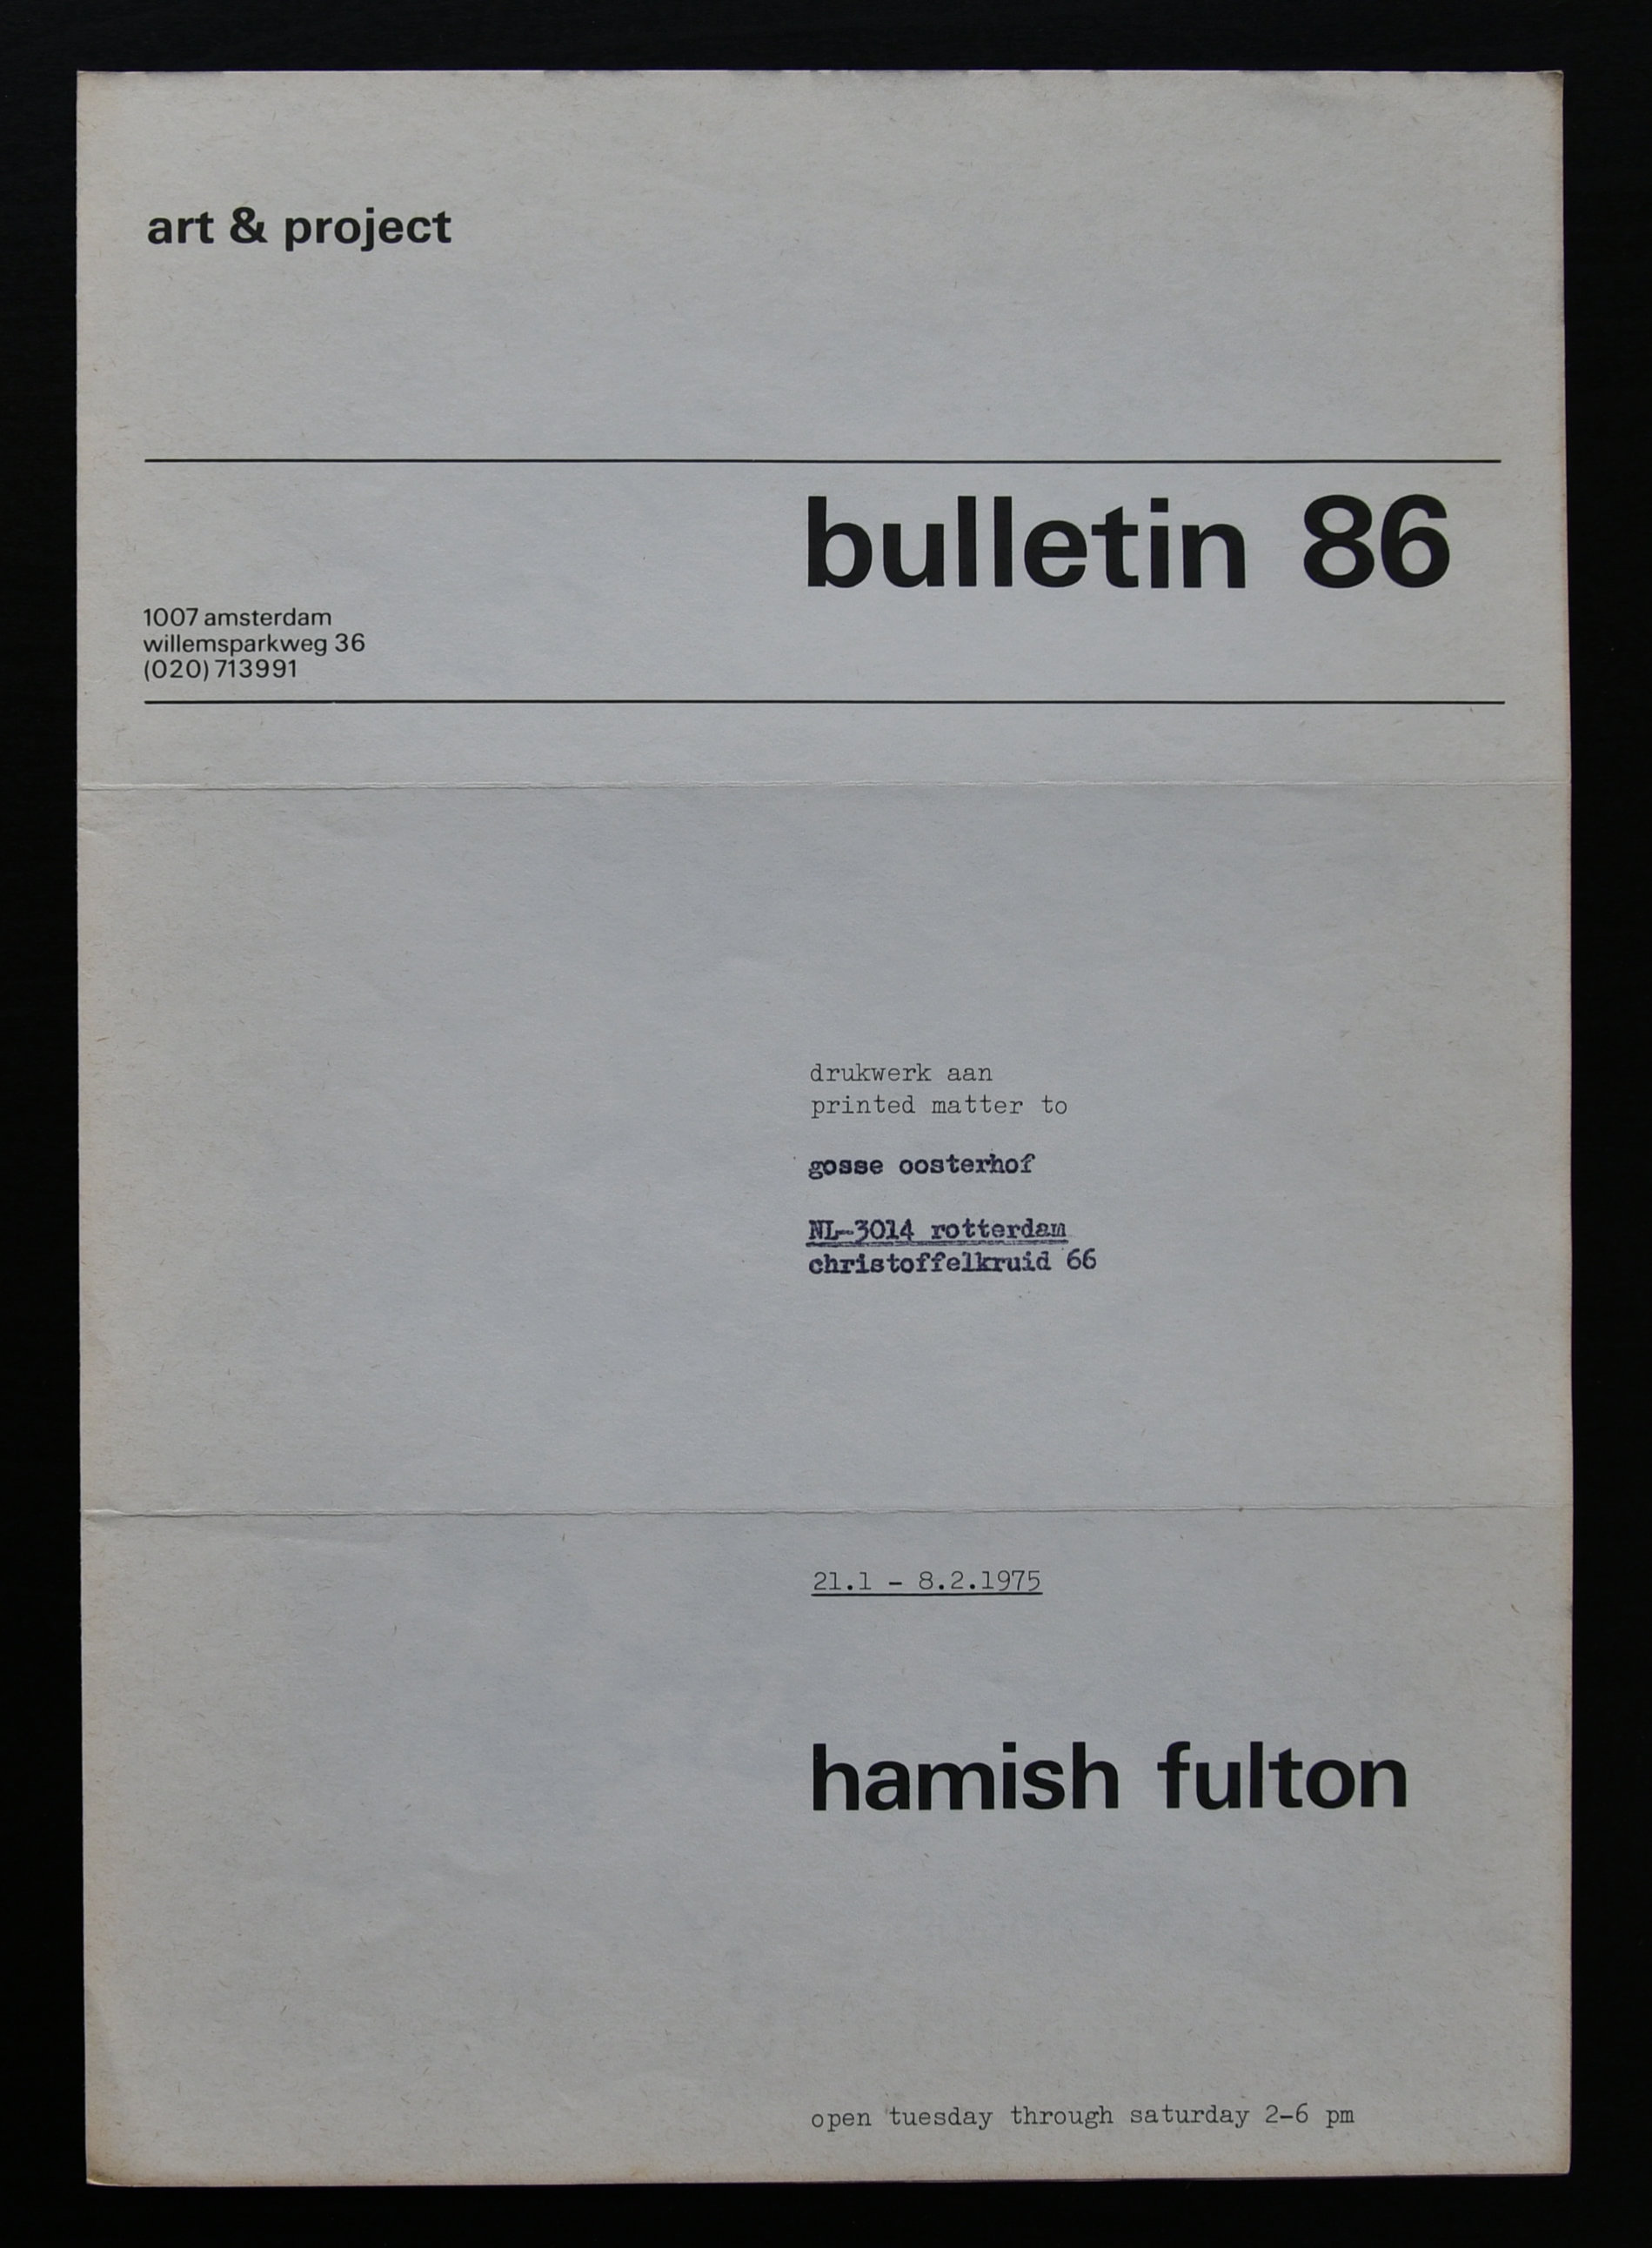 art & project
bulletin 86
1007 amsterdam
willemsparkweg 36
(020) 713991
drukwerk aan
printed matter to
gosse oosterhof
NL-3014 rotterdam
christoffelkruid 66
21.1 - 8.2.1975
hamish fulton
open tuesday through saturday 2-6 pm